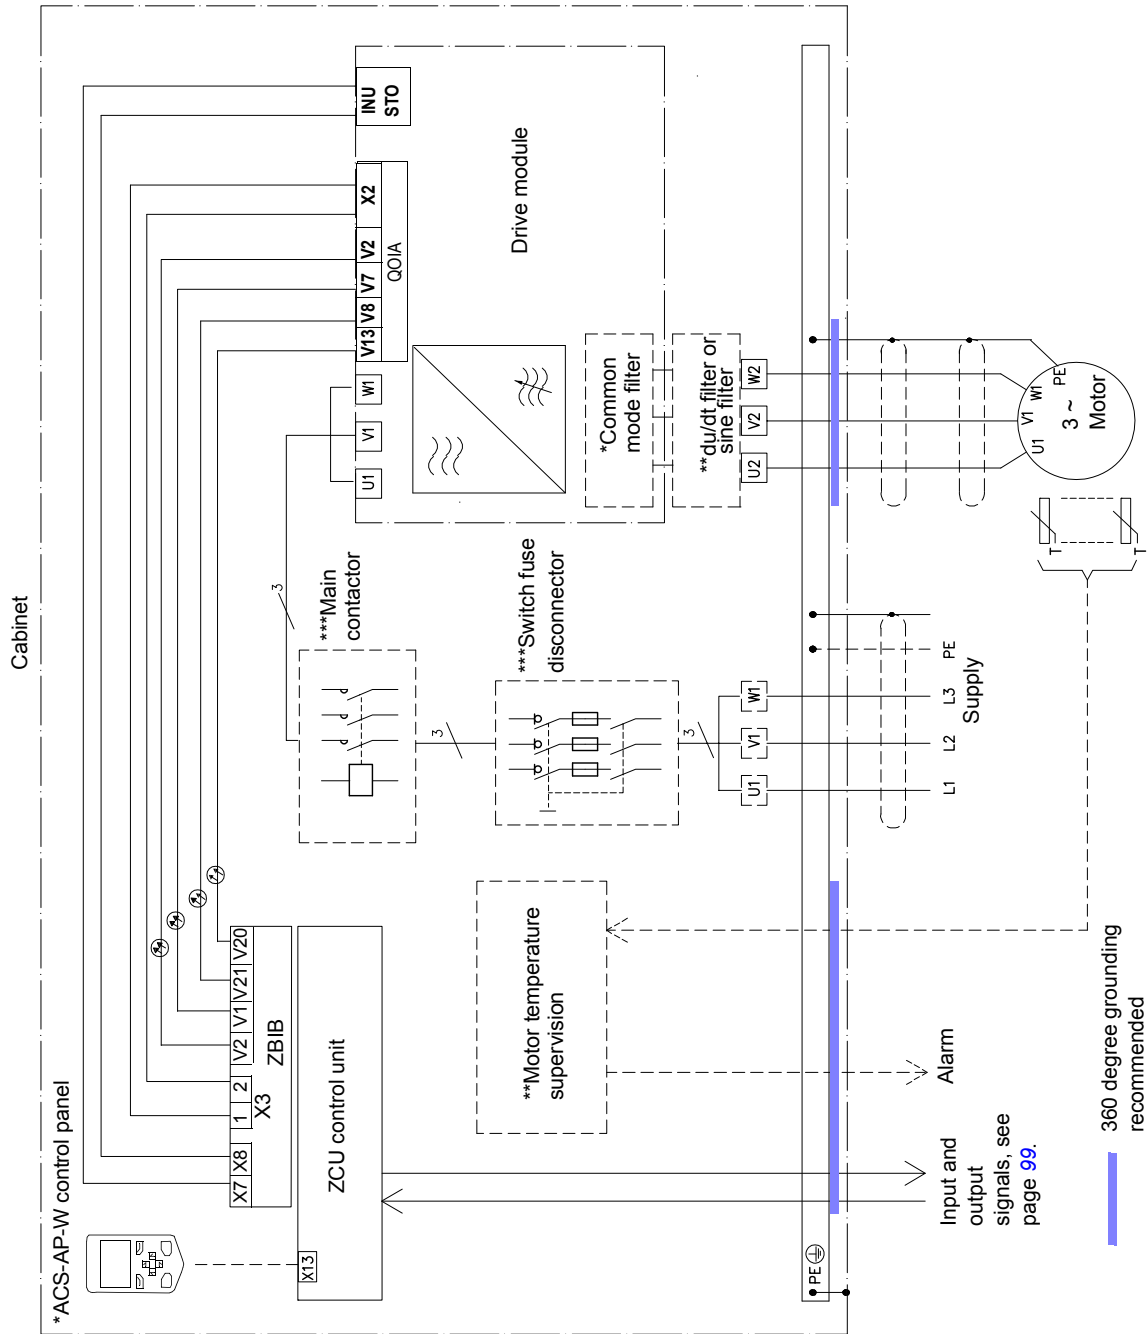 Cabinet
*ACS-AP-W control panel
X7
X8
1
2
X3
V2
V1
V21
V20
ZBIB
X13
ZCU control unit
INU
STO
X2
V2
V7
V8
V13
QOIA
Drive module
U1
V1
W1
3
***Main
contactor
3
***Switch fuse
disconnector
3
U1
V1
W1
*Common
mode filter
**du/dt filter or
sine filter
U2
V2
W2
**Motor temperature
supervision
PE
L1
L2
L3
PE
Supply
U1
V1
W1
PE
3 ~
Motor
T
T
Alarm
Input and
output
signals, see
page 99.
360 degree grounding
recommended